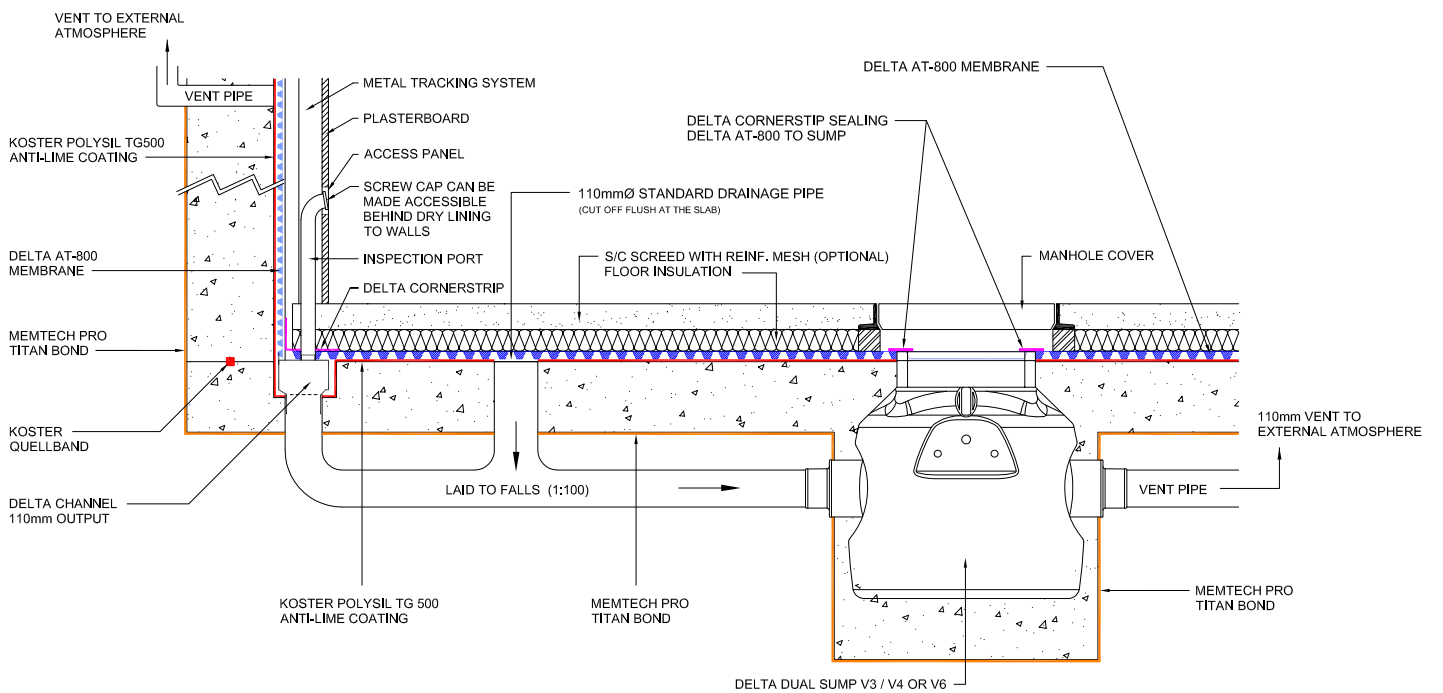 VENT TO EXTERNAL
ATMOSPHERE
VENT PIPE
KOSTER POLYSIL TG500
ANTI-LIME COATING
DELTA AT-800
MEMBRANE
MEMTECH PRO
TITAN BOND
KOSTER
QUELLBAND
DELTA CHANNEL
110mm OUTPUT
METAL TRACKING SYSTEM
PLASTERBOARD
ACCESS PANEL
SCREW CAP CAN BE
MADE ACCESSIBLE
BEHIND DRY LINING
TO WALLS
INSPECTION PORT
DELTA CORNERSTRIP
110mmØ STANDARD DRAINAGE PIPE
(CUT OFF FLUSH AT THE SLAB)
S/C SCREED WITH REINF. MESH (OPTIONAL)
FLOOR INSULATION
DELTA AT-800 MEMBRANE
DELTA CORNERSTIP SEALING
DELTA AT-800 TO SUMP
MANHOLE COVER
110mm VENT TO
EXTERNAL ATMOSPHERE
LAID TO FALLS (1:100)
VENT PIPE
KOSTER POLYSIL TG 500
ANTI-LIME COATING
MEMTECH PRO
TITAN BOND
MEMTECH PRO
TITAN BOND
DELTA DUAL SUMP V3 / V4 OR V6